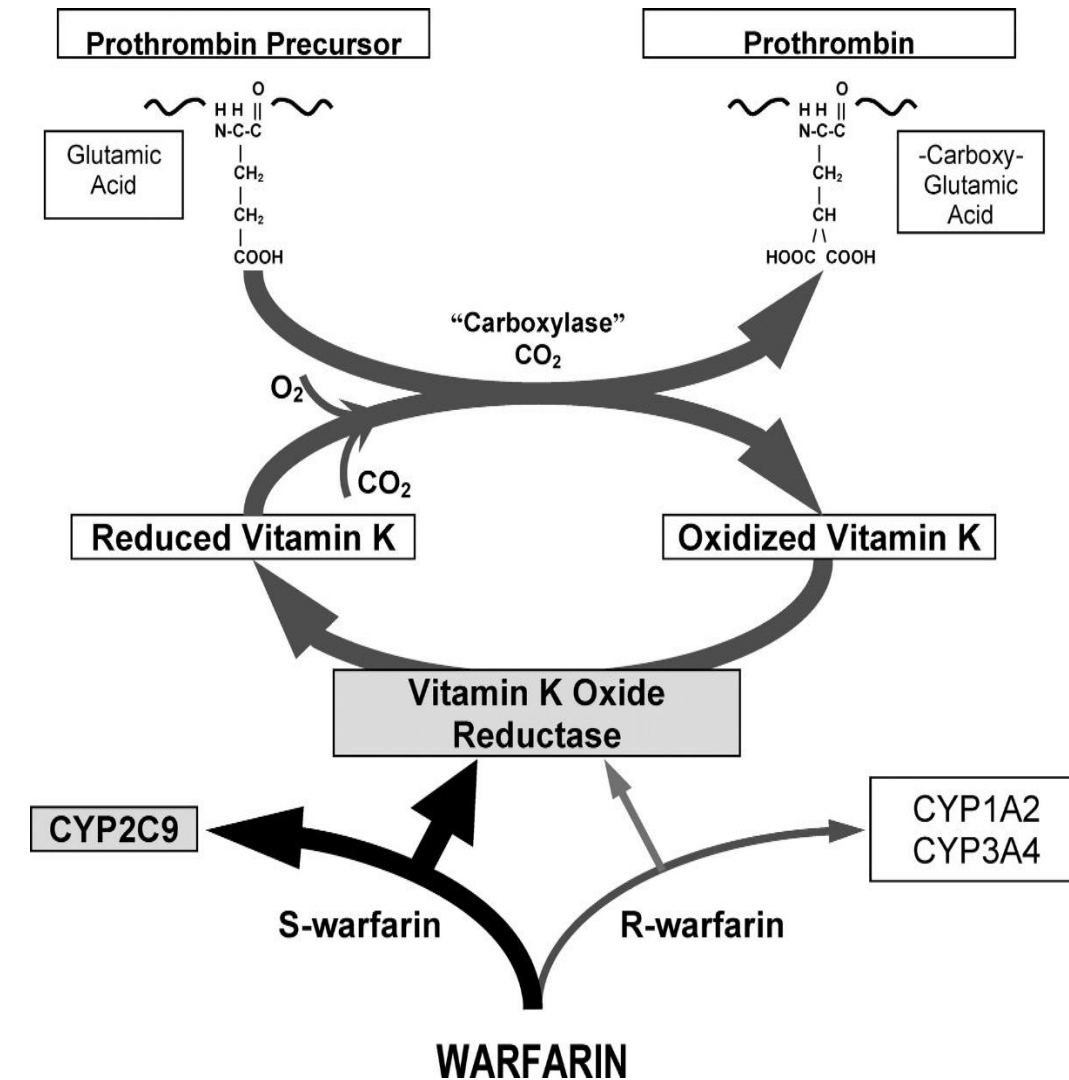 Prothrombin Precursor
Prothrombin
O
H H ||
N-C-C
Glutamic
Acid
|
CH₂
|
CH₂
|
COOH
O
H H ||
N-C-C
-Carboxy-
Glutamic
Acid
|
CH₂
|
CH
/ \
HOOC COOH
“Carboxylase”
CO₂
O₂
CO₂
Reduced Vitamin K
Oxidized Vitamin K
Vitamin K Oxide
Reductase
CYP2C9
CYP1A2
CYP3A4
S-warfarin
R-warfarin
WARFARIN